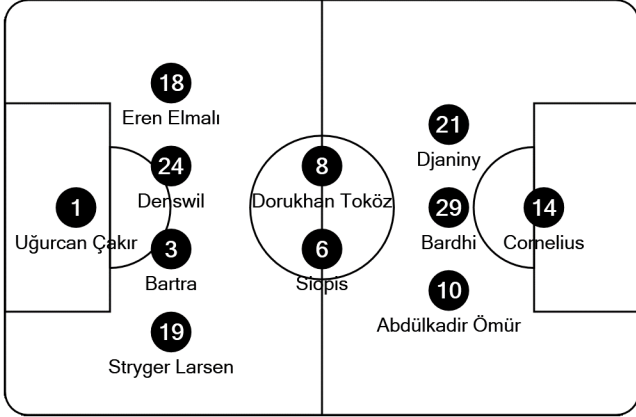 18
Eren Elmalı
24
Denswil
1
Uğurcan Çakır
3
Bartra
19
Stryger Larsen
8
Dorukhan Toköz
6
Siopis
21
Djaniny
29
Bardhi
10
Abdülkadir Ömür
14
Cornelius